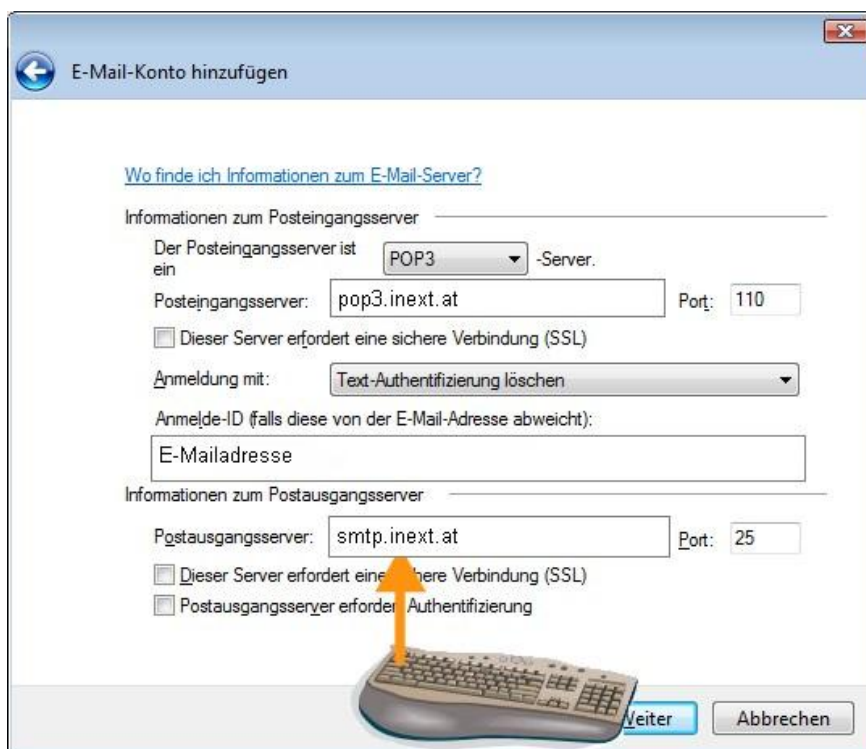 E-Mail-Konto hinzufügen
Wo finde ich Informationen zum E-Mail-Server?
Informationen zum Posteingangsserver
Der Posteingangsserver ist
ein
POP3
-Server.
Posteingangsserver: pop3.inext.at Port: 110
Dieser Server erfordert eine sichere Verbindung (SSL)
Anmeldung mit: Text-Authentifizierung löschen
Anmelde-ID (falls diese von der E-Mail-Adresse abweicht):
E-Mailadresse
Informationen zum Postausgangsserver
Postausgangsserver: smtp.inext.at Port: 25
Dieser Server erfordert eine sichere Verbindung (SSL)
Postausgangsserver erfordert Authentifizierung
Weiter Abbrechen